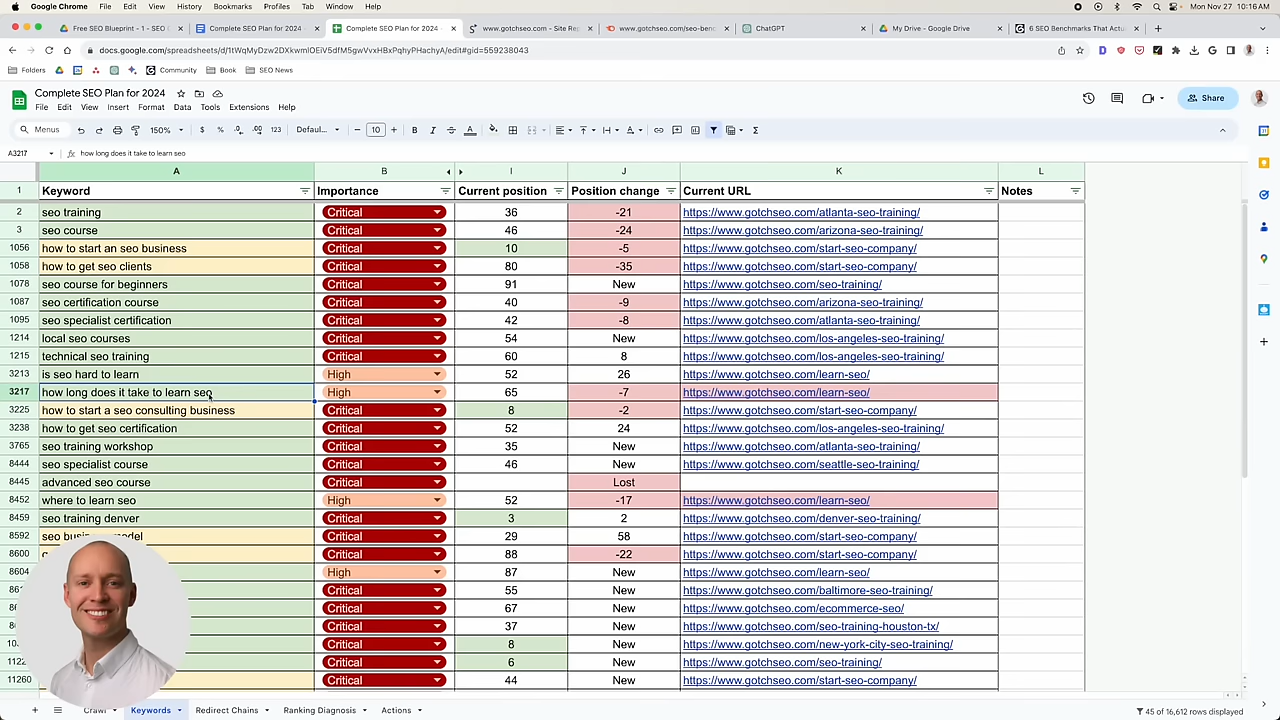 Google Chrome File Edit View History Bookmarks Profiles Tab Window Help Mon Nov 27 10:16 AM
Free SEO Blueprint - 1 - SEO Complete SEO Plan for 2024 Complete SEO Plan for 2024 www.gotchseo.com - Site Rep www.gotchseo.com/seo-benc ChatGPT My Drive - Google Drive 6 SEO Benchmarks That Actu
docs.google.com/spreadsheets/d/1tWqMyDzw2DXkwmIOEiV5dfM5gwVvxHBxPqhyPHachyA/edit#gid=559238043
Folders Community Book SEO News
Complete SEO Plan for 2024
File Edit View Insert Format Data Tools Extensions Help
Share
Menus 150% $ % .0 .00 123 Defaul... 10 B I A
A3217 fx how long does it take to learn seo
A B I J K L
1 Keyword Importance Current position Position change Current URL Notes
2 seo training Critical 36 -21 https://www.gotchseo.com/atlanta-seo-training/
3 seo course Critical 46 -24 https://www.gotchseo.com/arizona-seo-training/
1056 how to start an seo business Critical 10 -5 https://www.gotchseo.com/start-seo-company/
1058 how to get seo clients Critical 80 -35 https://www.gotchseo.com/start-seo-company/
1078 seo course for beginners Critical 91 New https://www.gotchseo.com/seo-training/
1087 seo certification course Critical 40 -9 https://www.gotchseo.com/arizona-seo-training/
1095 seo specialist certification Critical 42 -8 https://www.gotchseo.com/atlanta-seo-training/
1214 local seo courses Critical 54 New https://www.gotchseo.com/los-angeles-seo-training/
1215 technical seo training Critical 60 8 https://www.gotchseo.com/los-angeles-seo-training/
3213 is seo hard to learn High 52 26 https://www.gotchseo.com/learn-seo/
3217 how long does it take to learn seo High 65 -7 https://www.gotchseo.com/learn-seo/
3225 how to start a seo consulting business Critical 8 -2 https://www.gotchseo.com/start-seo-company/
3238 how to get seo certification Critical 52 24 https://www.gotchseo.com/los-angeles-seo-training/
3765 seo training workshop Critical 35 New https://www.gotchseo.com/atlanta-seo-training/
8444 seo specialist course Critical 46 New https://www.gotchseo.com/seattle-seo-training/
8445 advanced seo course Critical Lost
8452 where to learn seo High 52 -17 https://www.gotchseo.com/learn-seo/
8459 seo training denver Critical 3 2 https://www.gotchseo.com/denver-seo-training/
8592 seo business model Critical 29 58 https://www.gotchseo.com/start-seo-company/
8600 Critical 88 -22 https://www.gotchseo.com/start-seo-company/
8604 High 87 New https://www.gotchseo.com/learn-seo/
Critical 55 New https://www.gotchseo.com/baltimore-seo-training/
Critical 67 New https://www.gotchseo.com/ecommerce-seo/
Critical 37 New https://www.gotchseo.com/seo-training-houston-tx/
Critical 8 New https://www.gotchseo.com/new-york-city-seo-training/
Critical 6 New https://www.gotchseo.com/seo-training/
11260 Critical 44 New https://www.gotchseo.com/start-seo-company/
Crawl Keywords Redirect Chains Ranking Diagnosis Actions 45 of 16,612 rows displayed